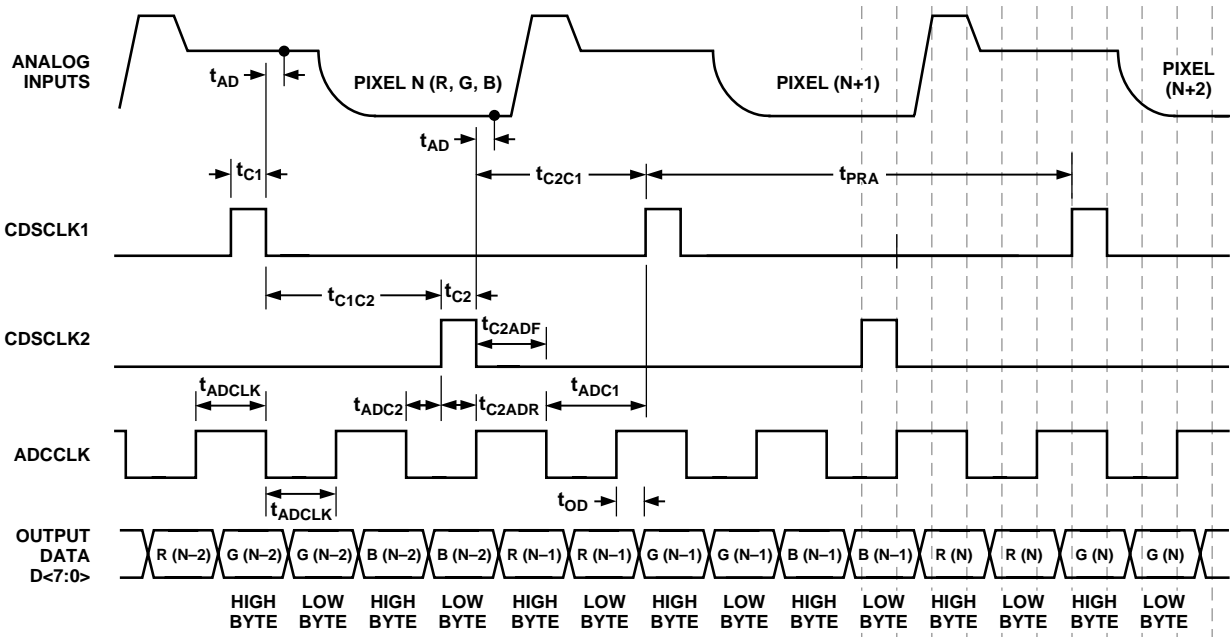 ANALOG
INPUTS
tAD
PIXEL N (R, G, B)
PIXEL (N+1)
PIXEL
(N+2)
tAD
tC1
tC2C1
tPRA
CDSCLK1
tC1C2
tC2
CDSCLK2
tC2ADF
tADCLK
tADC2
tC2ADR
tADC1
ADCCLK
tADCLK
tOD
OUTPUT
DATA
D<7:0>
R (N–2)
G (N–2)
G (N–2)
B (N–2)
B (N–2)
R (N–1)
R (N–1)
G (N–1)
G (N–1)
B (N–1)
B (N–1)
R (N)
R (N)
G (N)
G (N)
HIGH
BYTE
LOW
BYTE
HIGH
BYTE
LOW
BYTE
HIGH
BYTE
LOW
BYTE
HIGH
BYTE
LOW
BYTE
HIGH
BYTE
LOW
BYTE
HIGH
BYTE
LOW
BYTE
HIGH
BYTE
LOW
BYTE